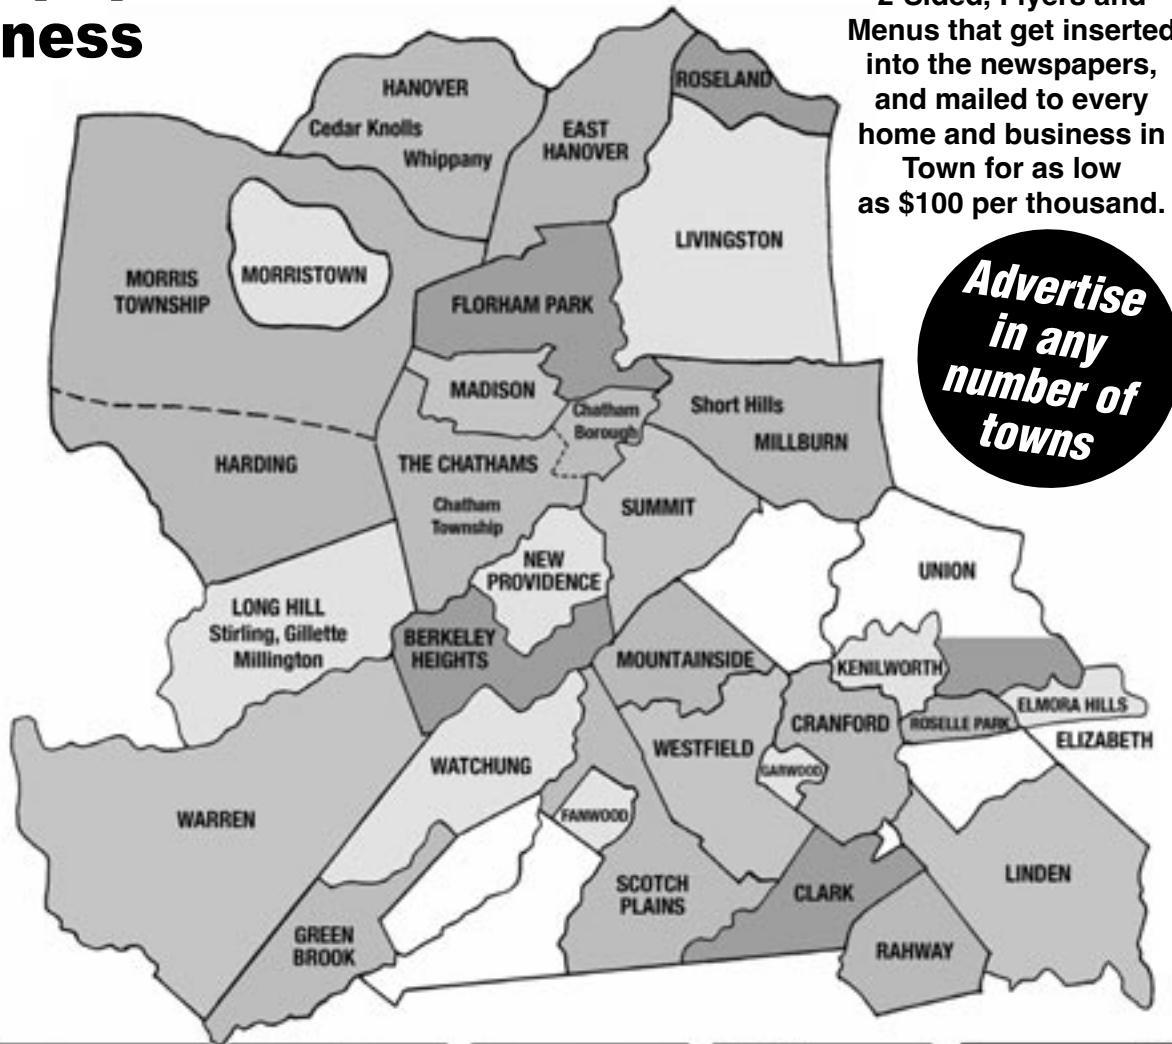 ness
2-Sided, Flyers and
Menus that get inserted
into the newspapers,
and mailed to every
home and business in
Town for as low
as $100 per thousand.
Advertise
in any
number of
towns
HANOVER
Cedar Knolls
Whippany
EAST
HANOVER
ROSELAND
LIVINGSTON
MORRIS
TOWNSHIP
MORRISTOWN
FLORHAM PARK
MADISON
Chatham
Borough
Short Hills
MILLBURN
HARDING
THE CHATHAMS
Chatham
Township
SUMMIT
NEW
PROVIDENCE
UNION
LONG HILL
Stirling, Gillette
Millington
BERKELEY
HEIGHTS
MOUNTAINSIDE
KENILWORTH
ELMORA HILLS
ROSELLE PARK
ELIZABETH
CRANFORD
WESTFIELD
GARWOOD
WATCHUNG
WARREN
FANWOOD
SCOTCH
PLAINS
CLARK
LINDEN
GREEN
BROOK
RAHWAY